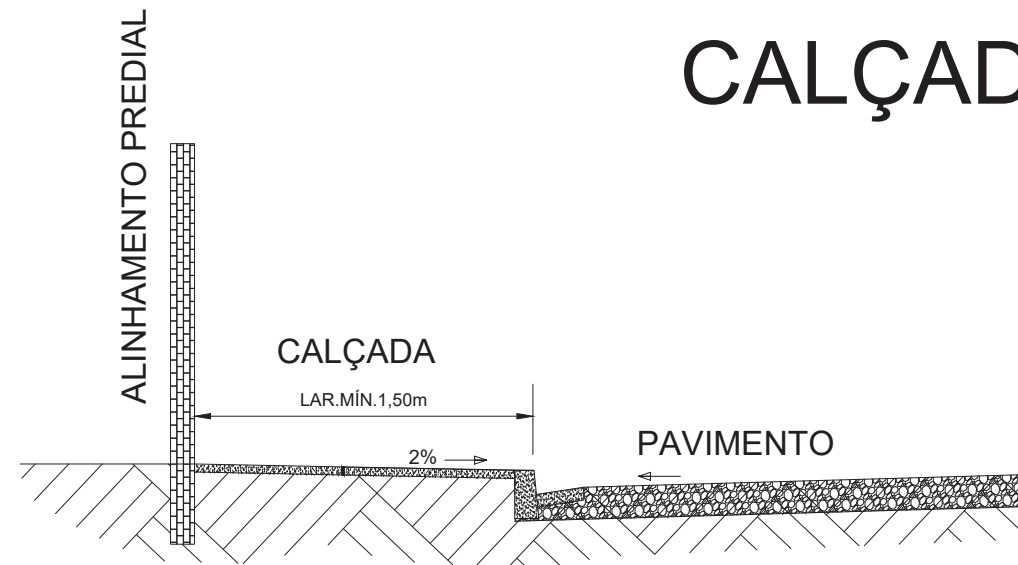 CALÇAD
ALINHAMENTO PREDIAL
CALÇADA
LAR.MÍN.1,50m
2%
PAVIMENTO